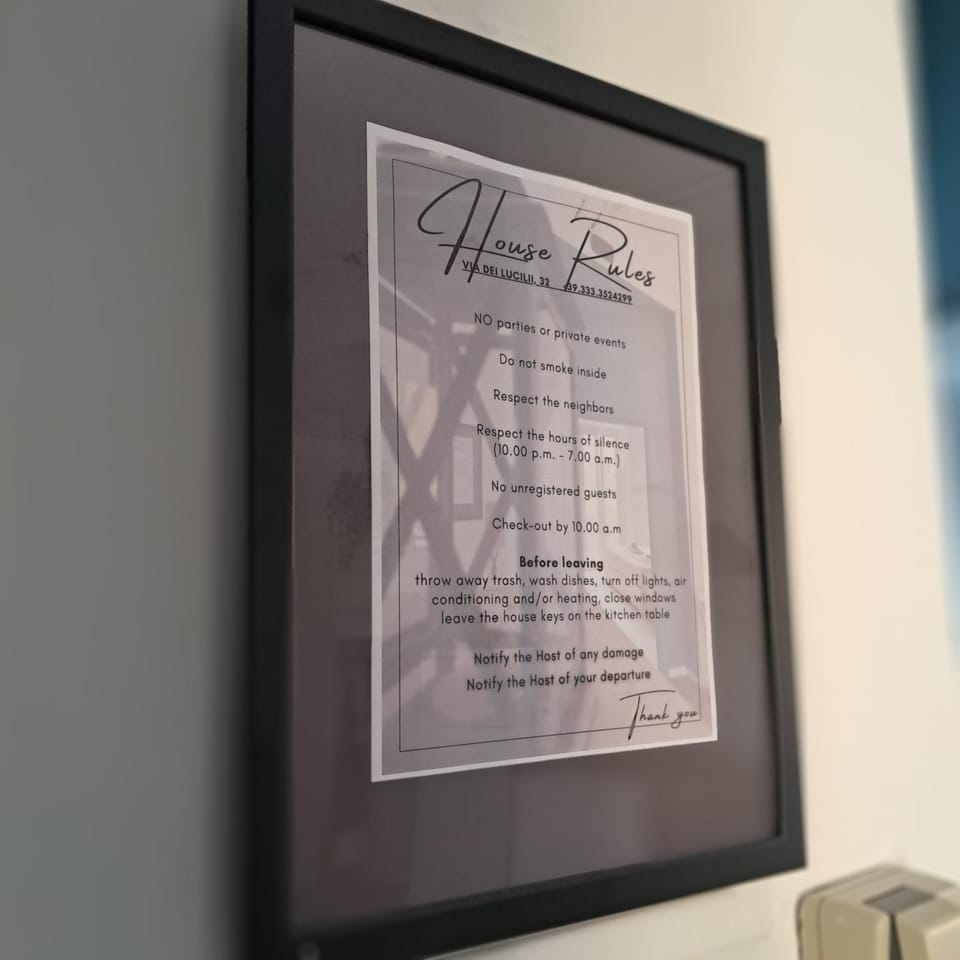 House Rules
VIA DEI LUCILII, 32 +39.333.3524299
NO parties or private events
Do not smoke inside
Respect the neighbors
Respect the hours of silence
(10.00 p.m. - 7.00 a.m.)
No unregistered guests
Check-out by 10.00 a.m
Before leaving
throw away trash, wash dishes, turn off lights, air
conditioning and/or heating, close windows
leave the house keys on the kitchen table
Notify the Host of any damage
Notify the Host of your departure
Thank you